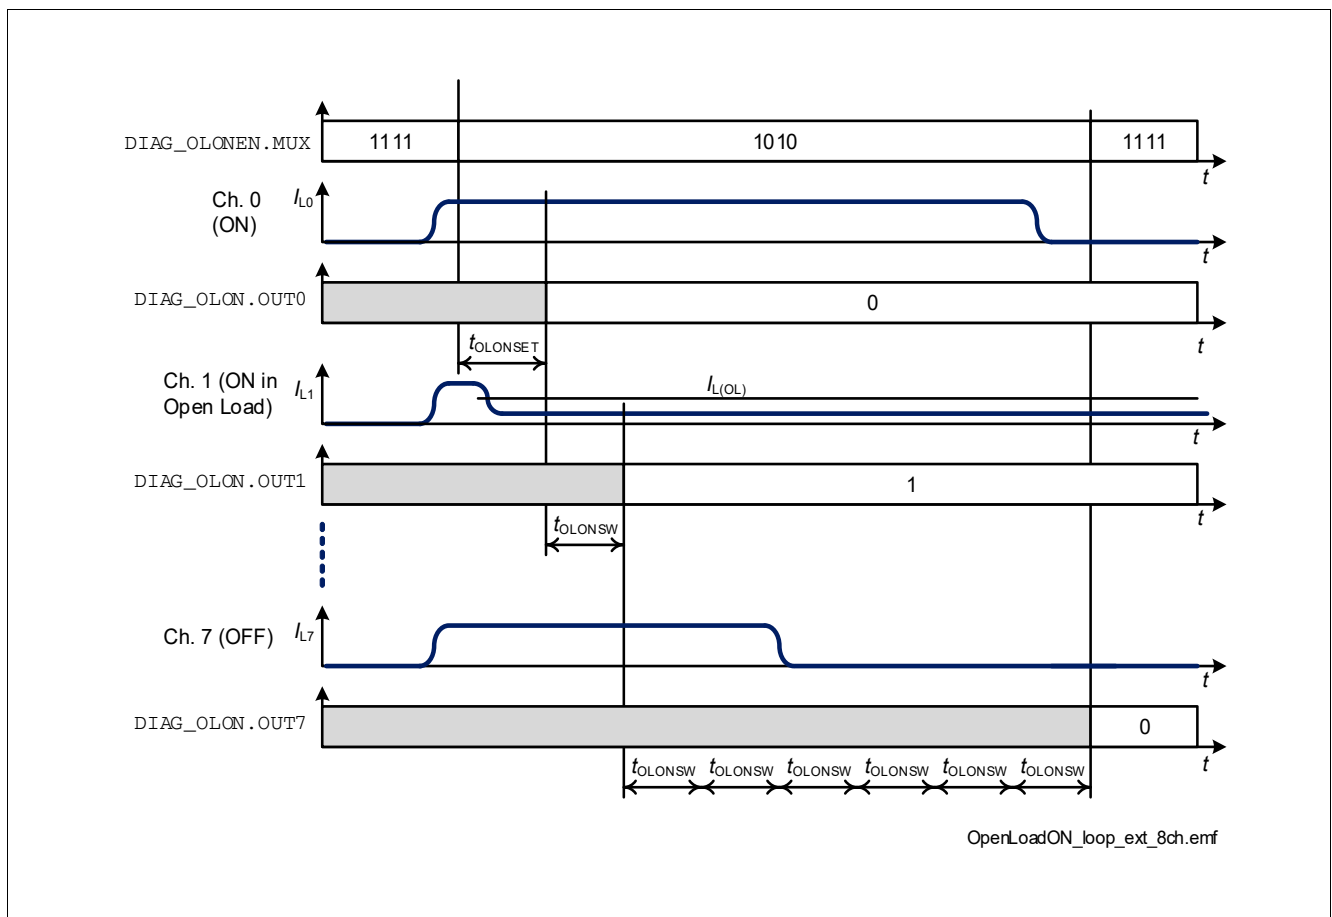 DIAG_OLONEN.MUX 1111 1010 1111
t
Ch. 0
(ON)
IL0
t
DIAG_OLON.OUT0 0
t
tOLONSET
Ch. 1 (ON in
Open Load)
IL1
IL(OL)
t
DIAG_OLON.OUT1 1
t
tOLONSW
Ch. 7 (OFF) IL7
t
DIAG_OLON.OUT7 0
t
tOLONSW tOLONSW tOLONSW tOLONSW tOLONSW tOLONSW
OpenLoadON_loop_ext_8ch.emf